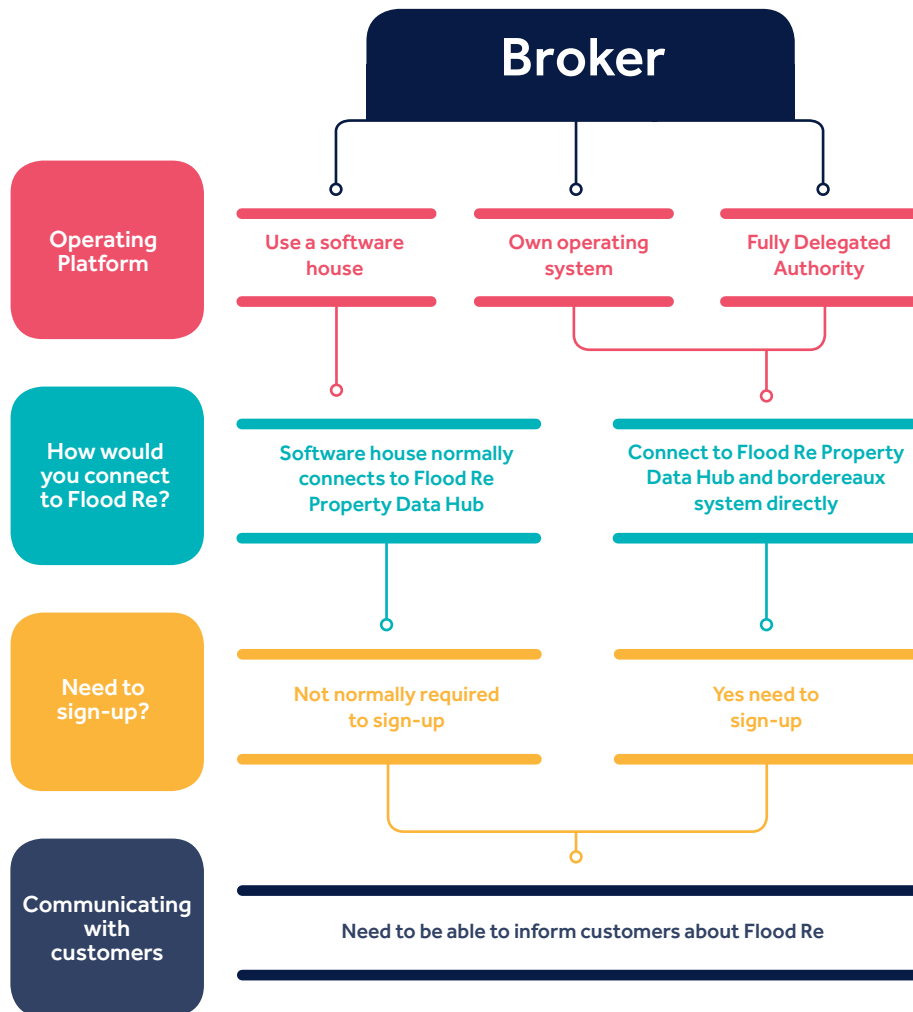 Broker
Operating
Platform
Use a software
house
Own operating
system
Fully Delegated
Authority
How would
you connect
to Flood Re?
Software house normally
connects to Flood Re
Property Data Hub
Connect to Flood Re Property
Data Hub and bordereaux
system directly
Need to
sign-up?
Not normally required
to sign-up
Yes need to
sign-up
Communicating
with
customers
Need to be able to inform customers about Flood Re